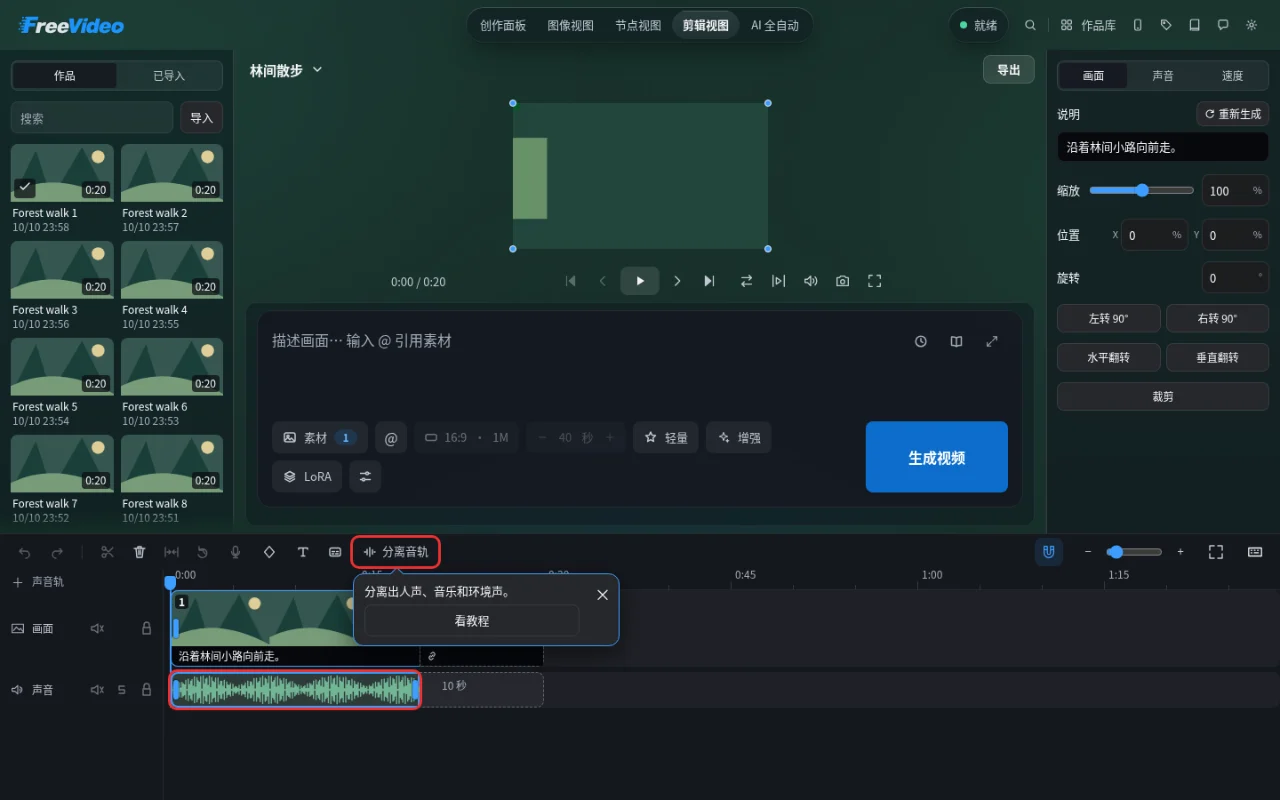 FreeVideo
创作面板
图像视图
节点视图
剪辑视图
AI 全自动
就绪
作品库
作品
已导入
搜索
导入
0:20
0:20
Forest walk 1
Forest walk 2
10/10 23:58
10/10 23:57
0:20
0:20
Forest walk 3
Forest walk 4
10/10 23:56
10/10 23:55
0:20
0:20
Forest walk 5
Forest walk 6
10/10 23:54
10/10 23:53
0:20
0:20
Forest walk 7
Forest walk 8
10/10 23:52
10/10 23:51
林间散步
导出
0:00 / 0:20
描述画面… 输入 @ 引用素材
素材 1
@
16:9 · 1M
− 40 秒 +
轻量
增强
LoRA
生成视频
画面
声音
速度
说明
重新生成
沿着林间小路向前走。
缩放
100 %
位置
X 0 %
Y 0 %
旋转
0 °
左转 90°
右转 90°
水平翻转
垂直翻转
裁剪
分离音轨
声音轨
0:00
0:45
1:00
1:15
分离出人声、音乐和环境声。
看教程
画面
1
沿着林间小路向前走。
声音
S
10 秒